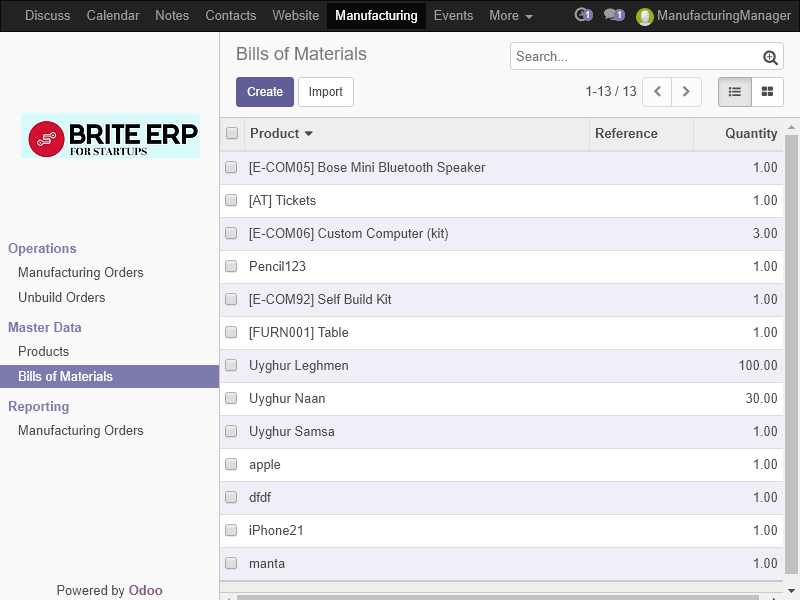 Discuss Calendar Notes Contacts Website Manufacturing Events More 1 1 ManufacturingManager
BRITE ERP
FOR STARTUPS
Operations
Manufacturing Orders
Unbuild Orders
Master Data
Products
Bills of Materials
Reporting
Manufacturing Orders
Powered by Odoo
Bills of Materials
Search...
Create Import
1-13 / 13
Product Reference Quantity
[E-COM05] Bose Mini Bluetooth Speaker 1.00
[AT] Tickets 1.00
[E-COM06] Custom Computer (kit) 3.00
Pencil123 1.00
[E-COM92] Self Build Kit 1.00
[FURN001] Table 1.00
Uyghur Leghmen 100.00
Uyghur Naan 30.00
Uyghur Samsa 1.00
apple 1.00
dfdf 1.00
iPhone21 1.00
manta 1.00